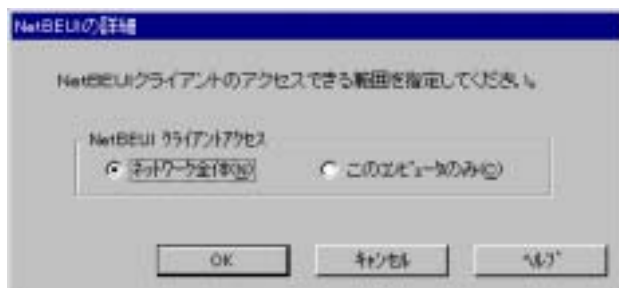 NetBEUIの詳細
NetBEUIクライアントのアクセスできる範囲を指定してください。
NetBEUI ｸﾗｲｱﾝﾄｱｸｾｽ
ﾈｯﾄﾜｰｸ全体(N)
このｺﾝﾋﾟｭｰﾀのみ(C)
OK
ｷｬﾝｾﾙ
ﾍﾙﾌﾟ